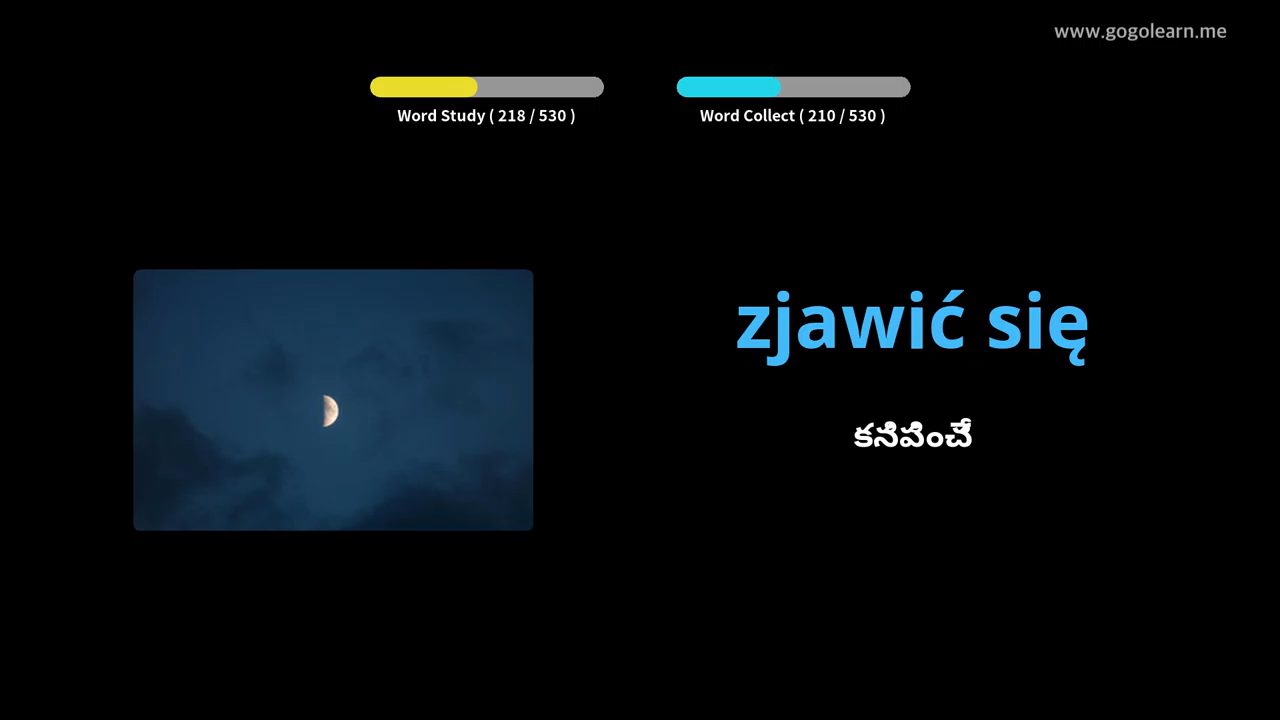 www.gogolearn.me
Word Study ( 218 / 530 )
Word Collect ( 210 / 530 )
zjawić się
కనిపించే